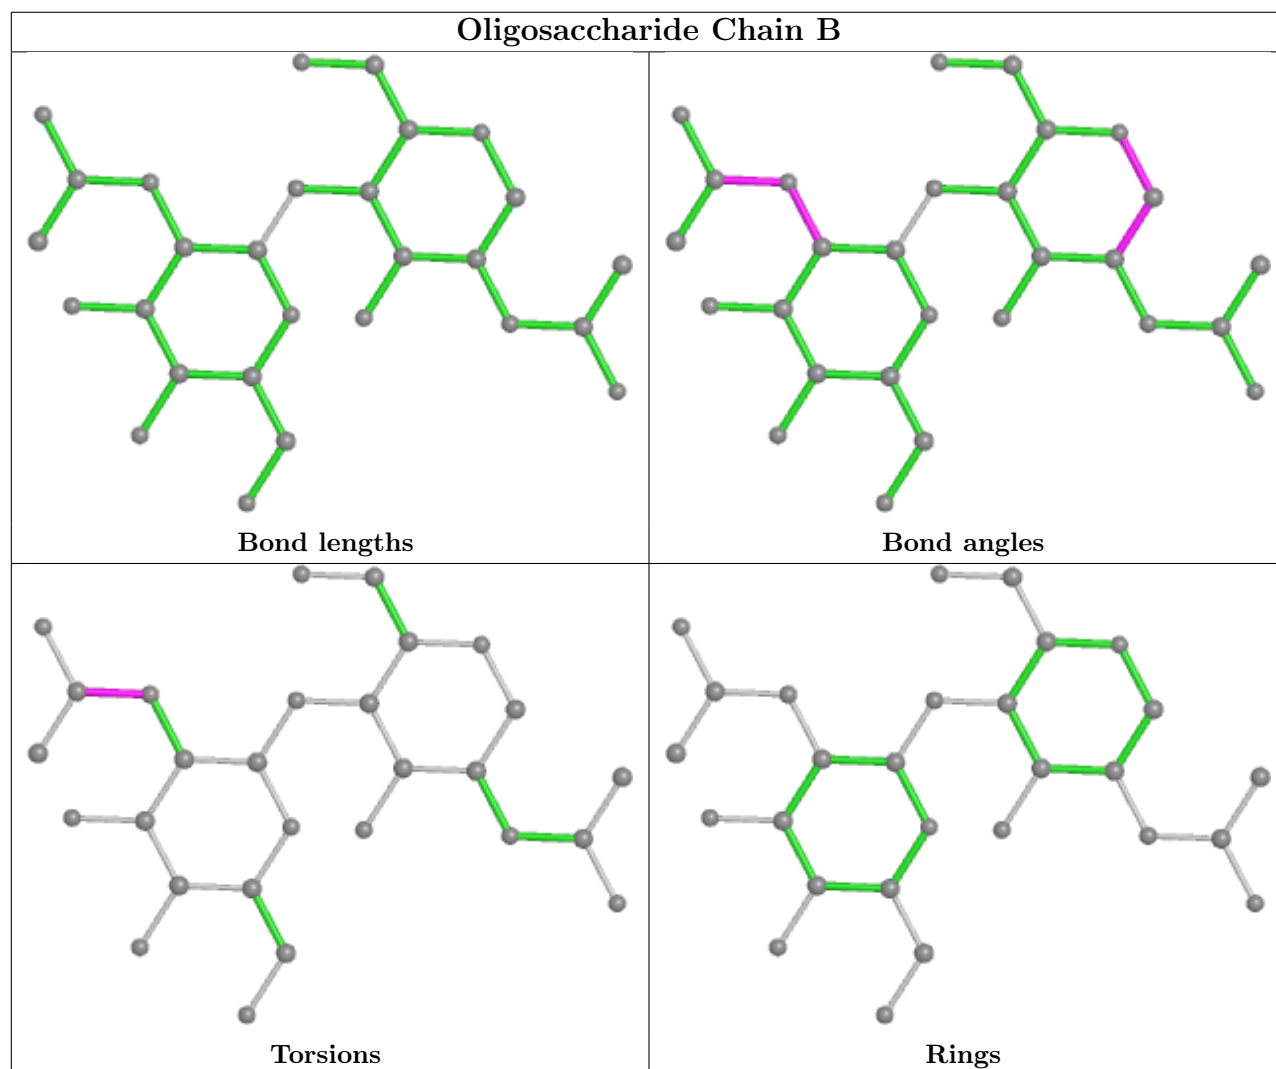 Oligosaccharide Chain B
Bond lengths
Bond angles
Torsions
Rings